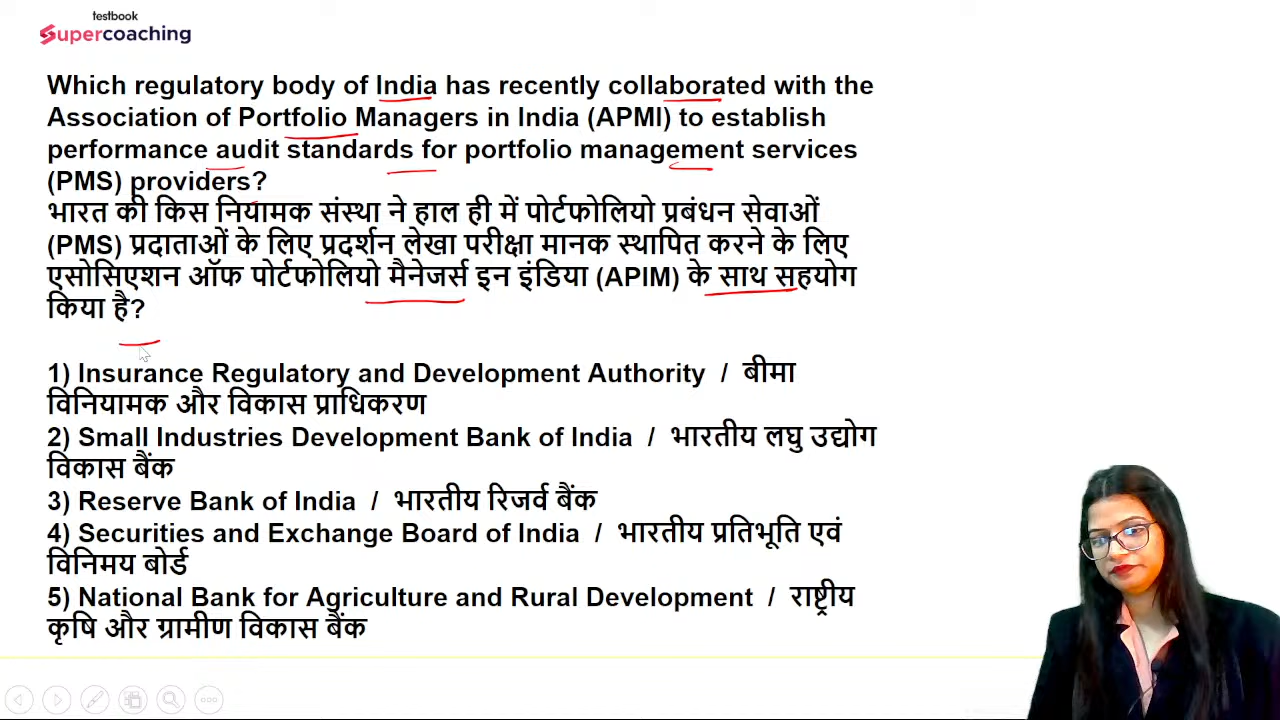 testbook
Supercoaching
Which regulatory body of India has recently collaborated with the
Association of Portfolio Managers in India (APMI) to establish
performance audit standards for portfolio management services
(PMS) providers?
भारत की किस नियामक संस्था ने हाल ही में पोर्टफोलियो प्रबंधन सेवाओं
(PMS) प्रदाताओं के लिए प्रदर्शन लेखा परीक्षा मानक स्थापित करने के लिए
एसोसिएशन ऑफ पोर्टफोलियो मैनेजर्स इन इंडिया (APIM) के साथ सहयोग
किया है?
1) Insurance Regulatory and Development Authority / बीमा
विनियामक और विकास प्राधिकरण
2) Small Industries Development Bank of India / भारतीय लघु उद्योग
विकास बैंक
3) Reserve Bank of India / भारतीय रिजर्व बैंक
4) Securities and Exchange Board of India / भारतीय प्रतिभूति एवं
विनिमय बोर्ड
5) National Bank for Agriculture and Rural Development / राष्ट्रीय
कृषि और ग्रामीण विकास बैंक